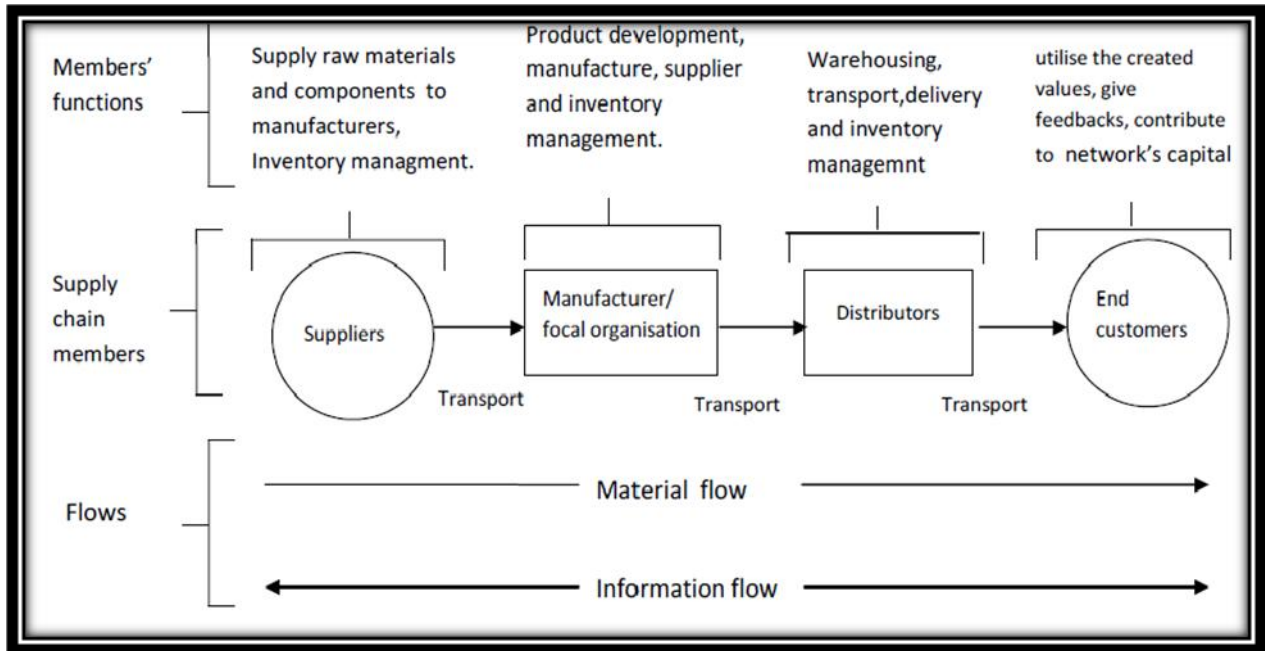 Members'
functions
Supply raw materials
and components to
manufacturers,
Inventory managment.
Product development,
manufacture, supplier
and inventory
management.
Warehousing,
transport,delivery
and inventory
managemnt
utilise the created
values, give
feedbacks, contribute
to network's capital
Supply
chain
members
Suppliers
Manufacturer/
focal organisation
Distributors
End
customers
Transport
Transport
Transport
Flows
Material flow
Information flow